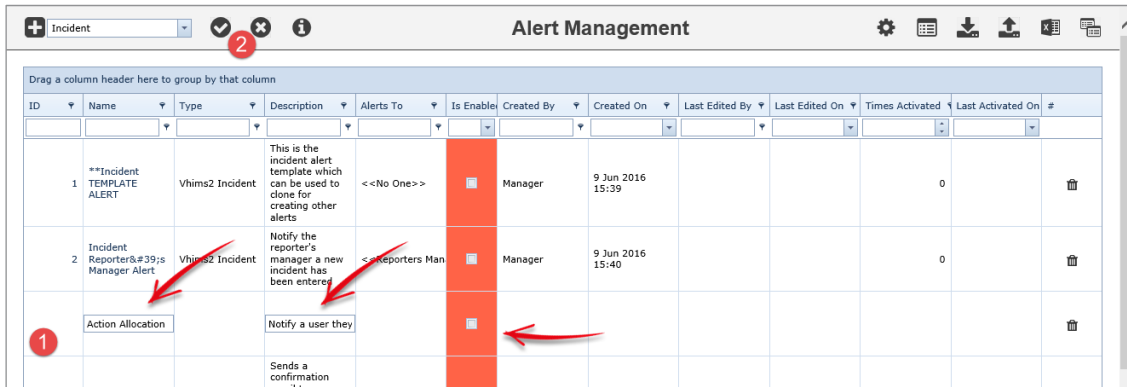 Incident
Alert Management
2
Drag a column header here to group by that column
ID Name Type Description Alerts To Is Enable Created By Created On Last Edited By Last Edited On Times Activated Last Activated On #
1
**Incident
TEMPLATE
ALERT
Vhims2 Incident
This is the
incident alert
template which
can be used to
clone for
creating other
alerts
<<No One>>
Manager
9 Jun 2016
15:39
0
2
Incident
Reporter&#39;s
Manager Alert
Vhims2 Incident
Notify the
reporter's
manager a new
incident has
been entered
<<Reporters Man
Manager
9 Jun 2016
15:40
0
1
Action Allocation
Notify a user they
Sends a
confirmation